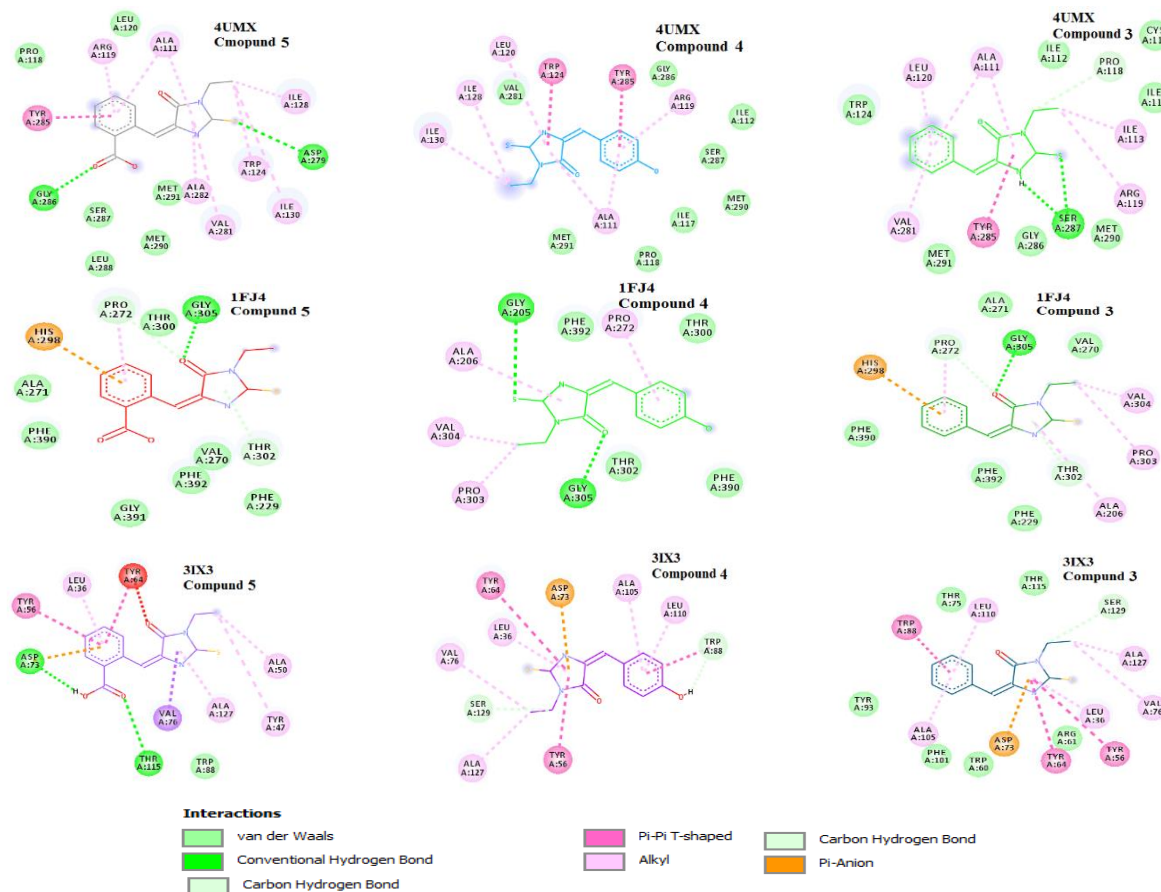 4UMX
Cmopund 5
LEU
A:120
ALA
A:111
ARG
A:119
PRO
A:118
TYR
A:285
ILE
A:128
ASP
A:279
TRP
A:124
GLY
A:286
MET
A:291
ALA
A:282
ILE
A:130
SER
A:287
VAL
A:281
MET
A:290
LEU
A:288
4UMX
Compound 4
LEU
A:120
TRP
A:124
TYR
A:285
GLY
A:286
ILE
A:128
VAL
A:281
ARG
A:119
ILE
A:130
ILE
A:112
SER
A:287
MET
A:290
ALA
A:111
ILE
A:117
MET
A:291
PRO
A:118
4UMX
Compound 3
CYS
ILE
A:112
ALA
A:111
LEU
A:120
PRO
A:118
TRP
A:124
ILE
ILE
A:113
ARG
A:119
H
VAL
A:281
TYR
A:285
GLY
A:286
SER
A:287
MET
A:290
MET
A:291
1FJ4
Cmpound 5
PRO
A:272
THR
A:300
GLY
A:305
HIS
A:298
ALA
A:271
PHE
A:390
VAL
A:270
THR
A:302
PHE
A:392
PHE
A:229
GLY
A:391
1FJ4
Compound 4
GLY
A:205
PHE
A:392
PRO
A:272
THR
A:300
ALA
A:206
VAL
A:304
PRO
A:303
GLY
A:305
THR
A:302
PHE
A:390
1FJ4
Compound 3
ALA
A:271
PRO
A:272
GLY
A:305
VAL
A:270
HIS
A:298
VAL
A:304
PHE
A:390
PHE
A:392
THR
A:302
PRO
A:303
PHE
A:229
ALA
A:206
3IX3
Compund 5
LEU
A:36
TYR
A:64
TYR
A:56
ASP
A:73
H
ALA
A:50
VAL
A:76
ALA
A:127
TYR
A:47
THR
A:115
TRP
A:88
3IX3
Compound 4
TYR
A:64
ASP
A:73
ALA
A:105
LEU
A:110
LEU
A:36
VAL
A:76
TRP
A:88
H
SER
A:129
ALA
A:127
TYR
A:56
3IX3
Compound 3
THR
A:115
THR
A:75
LEU
A:110
SER
A:129
TRP
A:88
ALA
A:127
TYR
A:93
VAL
A:76
LEU
A:36
ALA
A:105
ARG
A:61
PHE
A:101
TRP
A:60
ASP
A:73
TYR
A:64
TYR
A:56
Interactions
van der Waals
Conventional Hydrogen Bond
Carbon Hydrogen Bond
Pi-Pi T-shaped
Alkyl
Carbon Hydrogen Bond
Pi-Anion